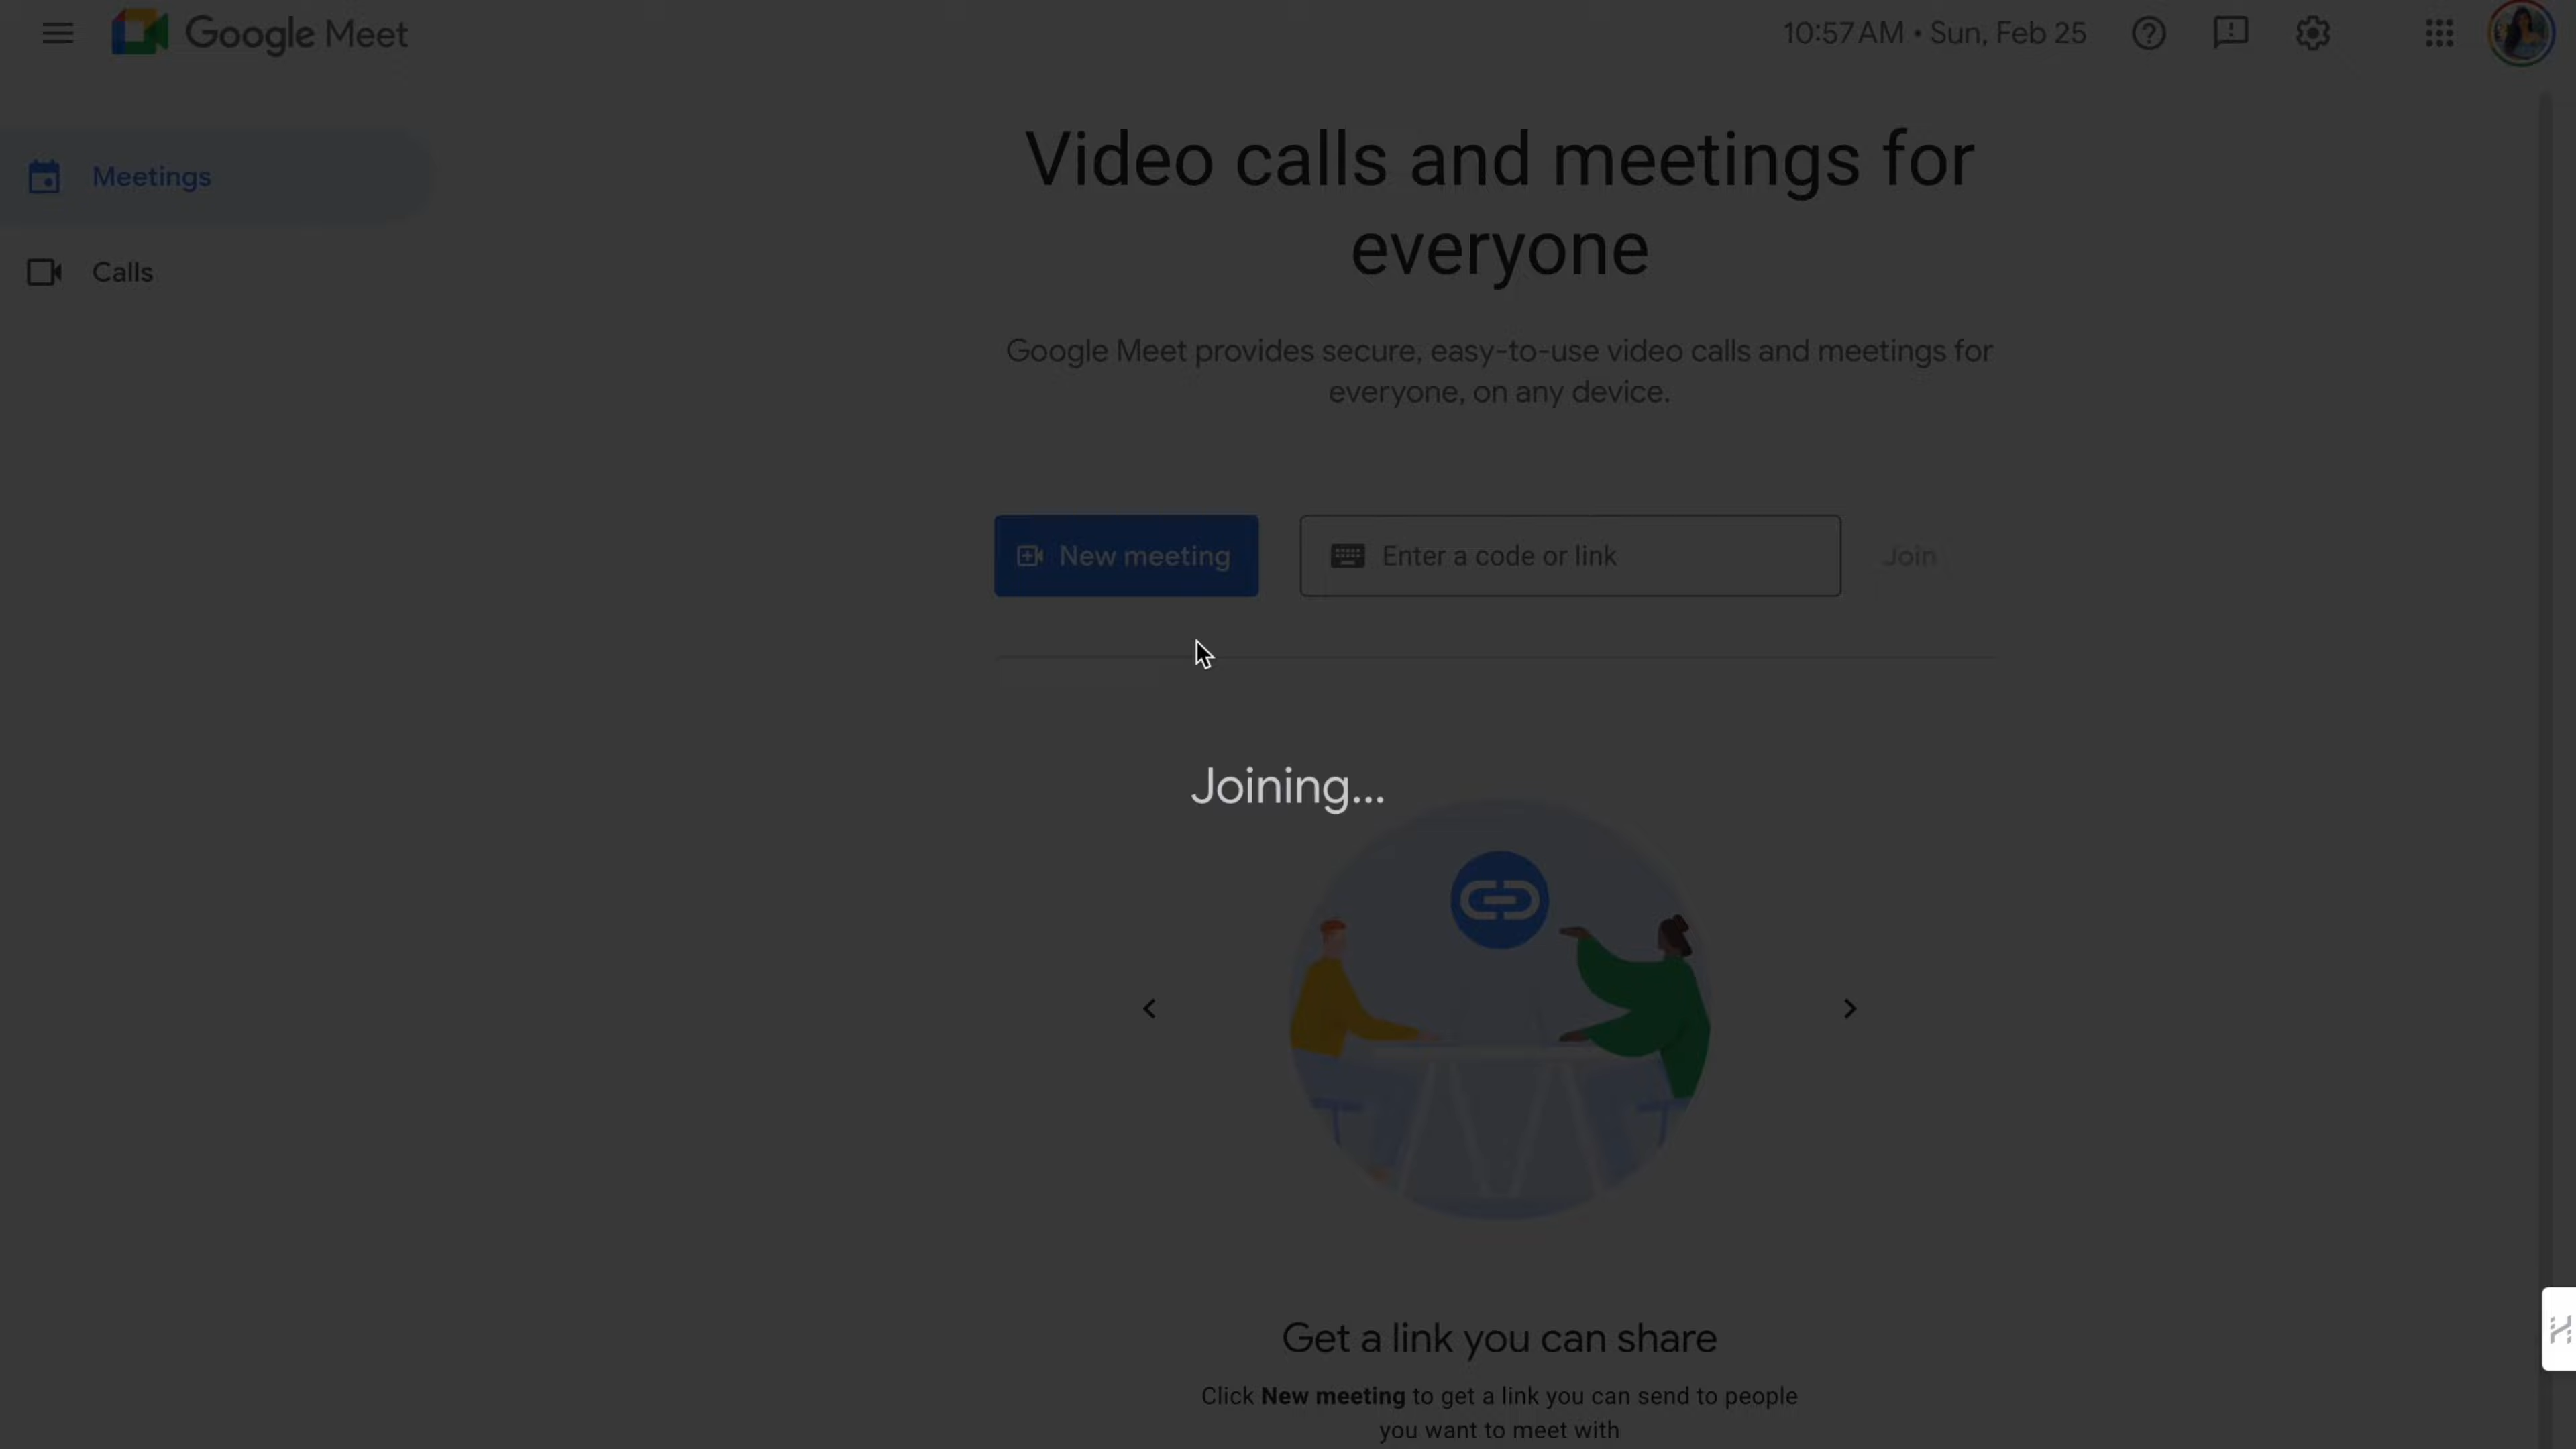 Google Meet
10:57 AM • Sun, Feb 25
Meetings
Calls
Video calls and meetings for
everyone
Google Meet provides secure, easy-to-use video calls and meetings for
everyone, on any device.
New meeting
Enter a code or link
Join
Joining...
Get a link you can share
Click New meeting to get a link you can send to people
you want to meet with